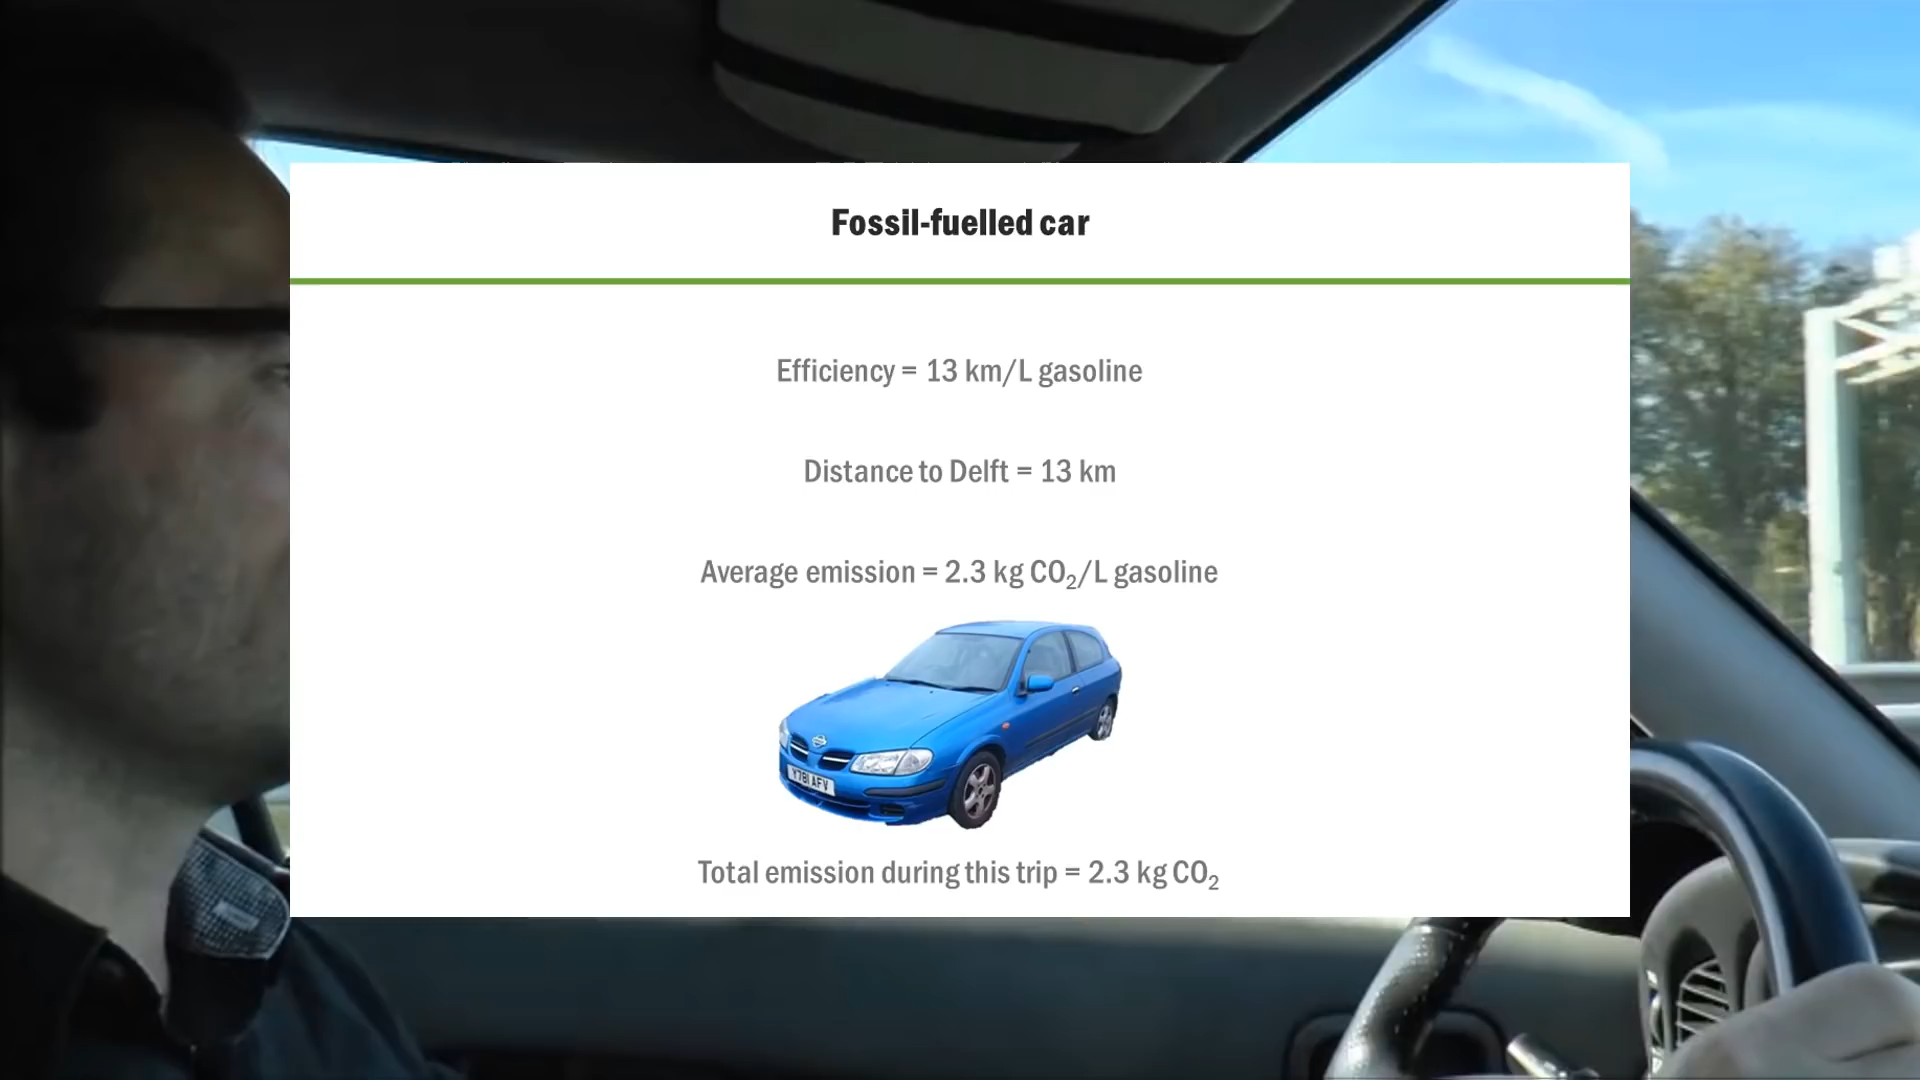 Fossil-fuelled car
Efficiency = 13 km/L gasoline
Distance to Delft = 13 km
Average emission = 2.3 kg CO₂/L gasoline
Y781 AFV
Total emission during this trip = 2.3 kg CO₂